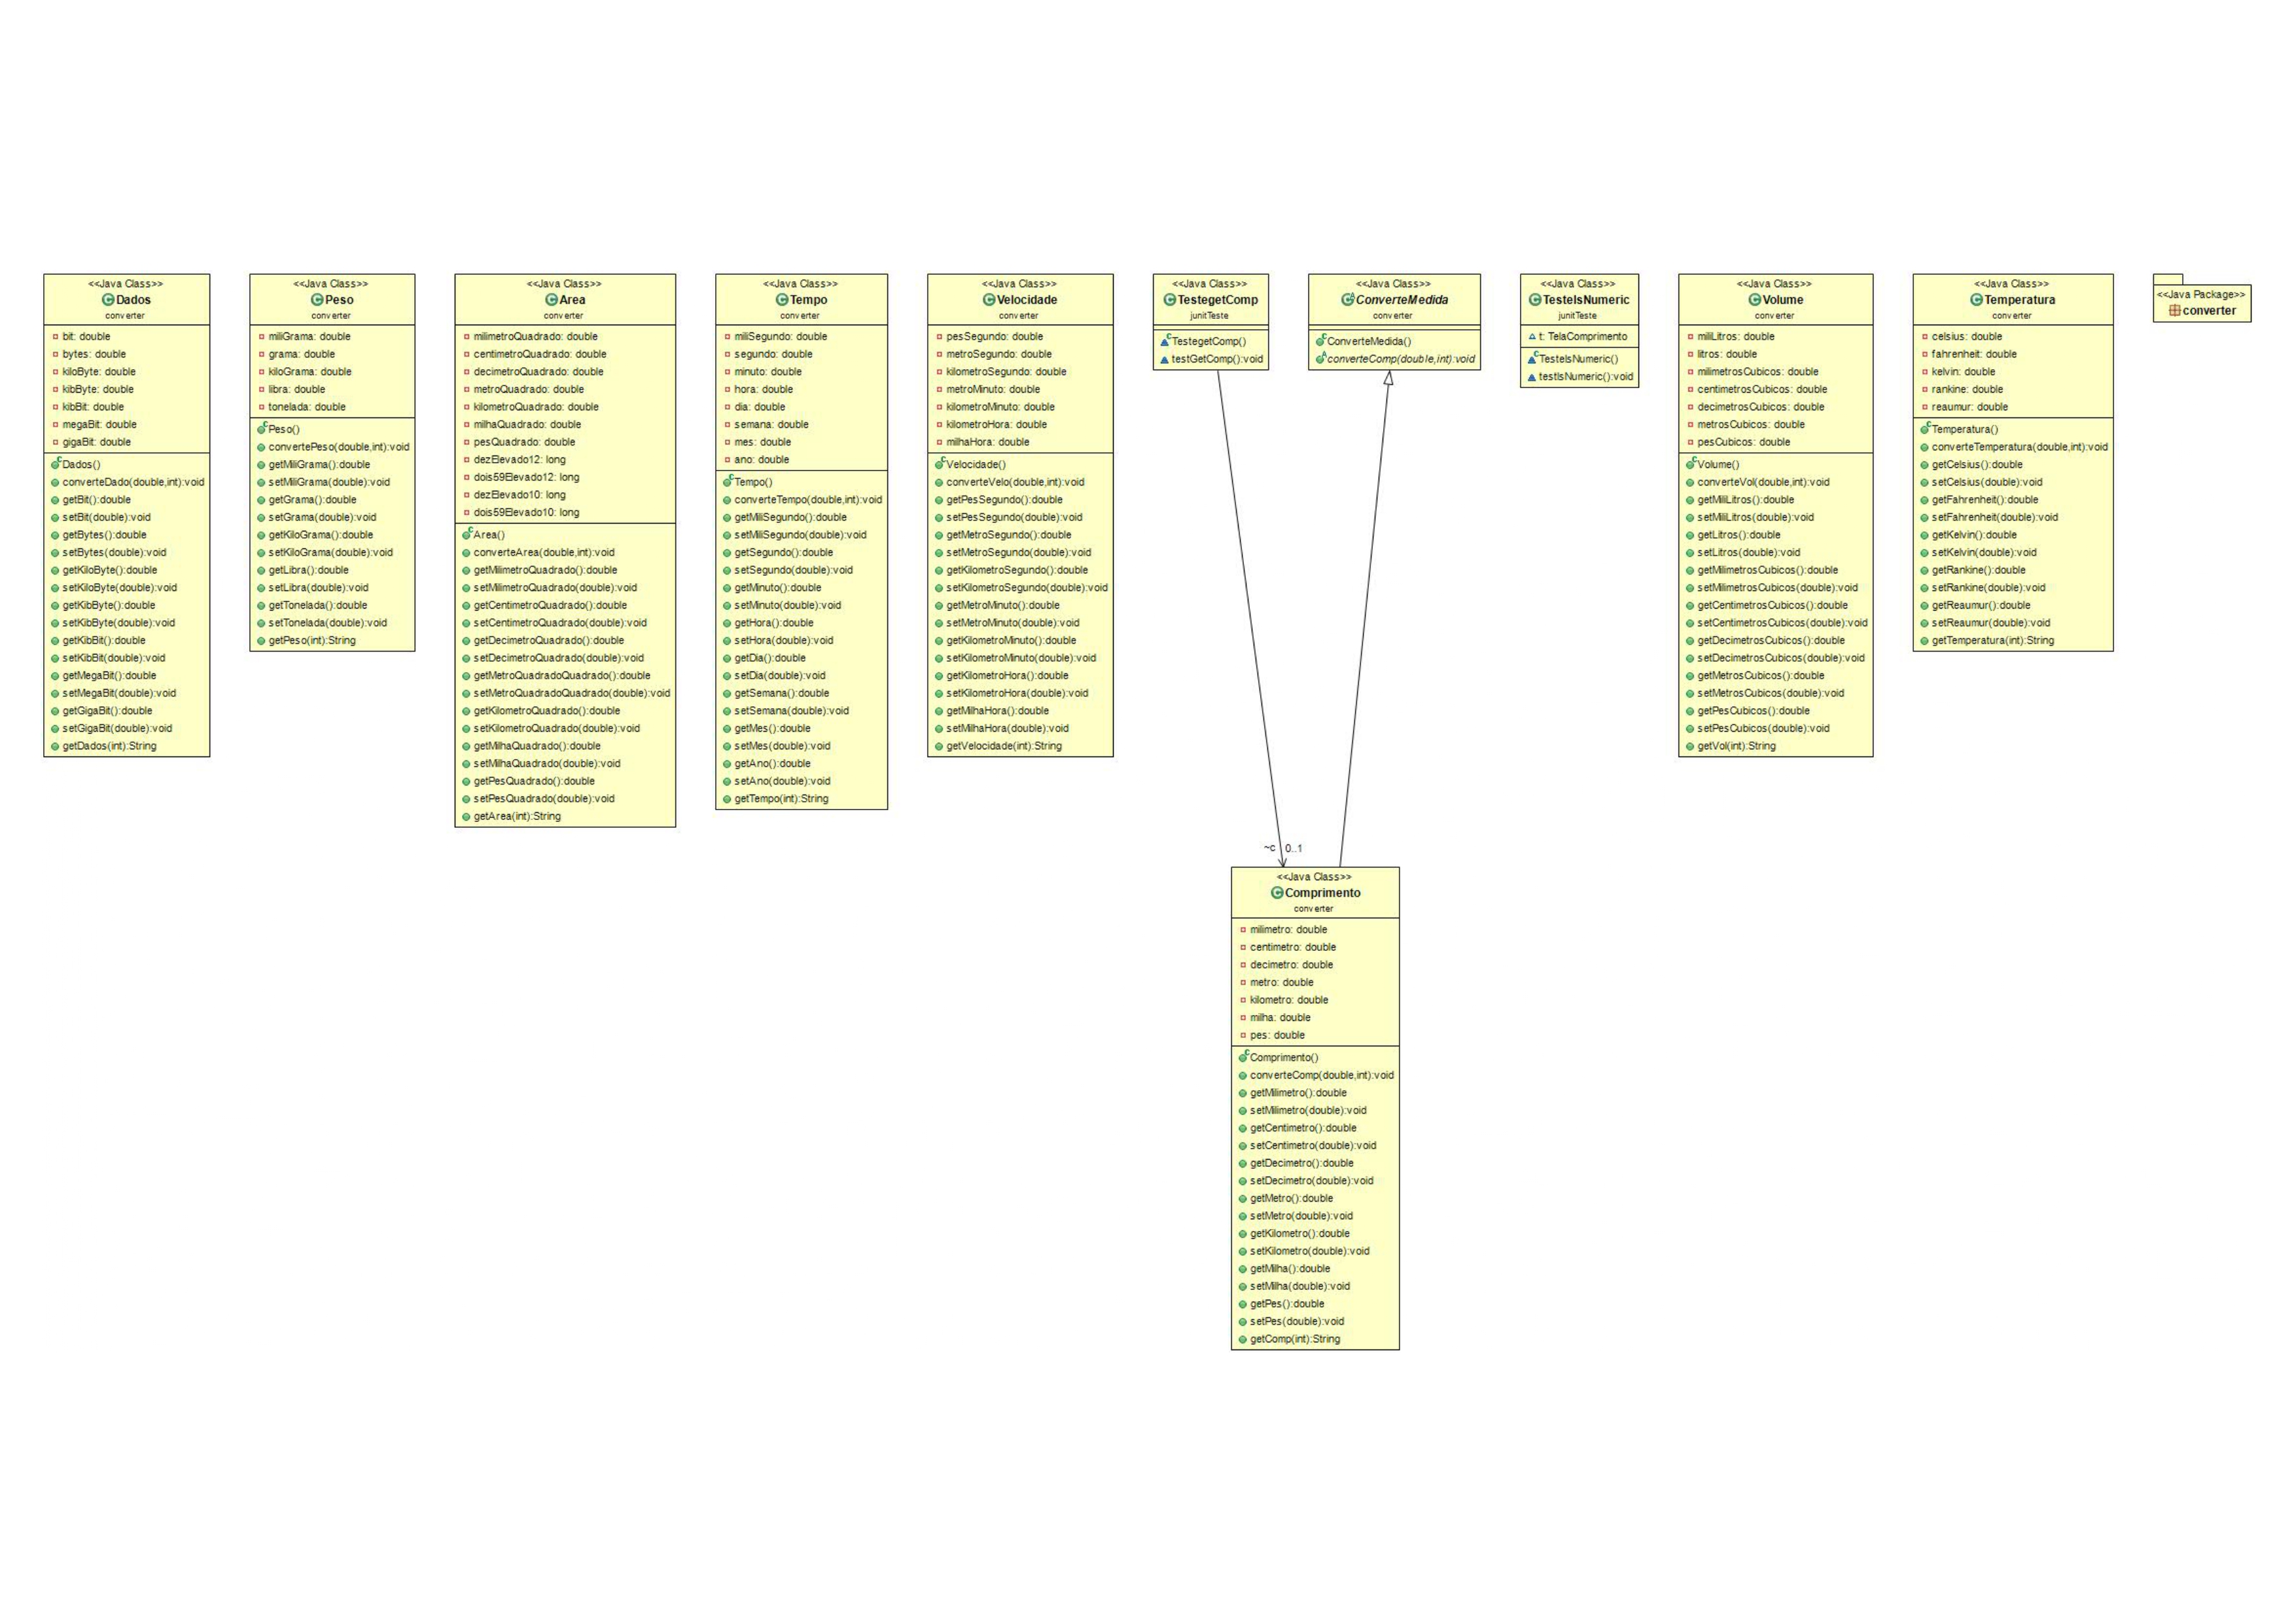 <<Java Class>>
Dados
converter
bit: double
bytes: double
kiloByte: double
kibByte: double
kibBit: double
megaBit: double
gigaBit: double
Dados()
converteDado(double,int):void
getBit():double
setBit(double):void
getBytes():double
setBytes(double):void
getKiloByte():double
setKiloByte(double):void
getKibByte():double
setKibByte(double):void
getKibBit():double
setKibBit(double):void
getMegaBit():double
setMegaBit(double):void
getGigaBit():double
setGigaBit(double):void
getDados(int):String
<<Java Class>>
Peso
converter
miliGrama: double
grama: double
kiloGrama: double
libra: double
tonelada: double
Peso()
convertePeso(double,int):void
getMiliGrama():double
setMiliGrama(double):void
getGrama():double
setGrama(double):void
getKiloGrama():double
setKiloGrama(double):void
getLibra():double
setLibra(double):void
getTonelada():double
setTonelada(double):void
getPeso(int):String
<<Java Class>>
Area
converter
milimetroQuadrado: double
centimetroQuadrado: double
decimetroQuadrado: double
metroQuadrado: double
kilometroQuadrado: double
milhaQuadrado: double
pesQuadrado: double
dezElevado12: long
dois59Elevado12: long
dezElevado10: long
dois59Elevado10: long
Area()
converteArea(double,int):void
getMilimetroQuadrado():double
setMilimetroQuadrado(double):void
getCentimetroQuadrado():double
setCentimetroQuadrado(double):void
getDecimetroQuadrado():double
setDecimetroQuadrado(double):void
getMetroQuadradoQuadrado():double
setMetroQuadradoQuadrado(double):void
getKilometroQuadrado():double
setKilometroQuadrado(double):void
getMilhaQuadrado():double
setMilhaQuadrado(double):void
getPesQuadrado():double
setPesQuadrado(double):void
getArea(int):String
<<Java Class>>
Tempo
converter
miliSegundo: double
segundo: double
minuto: double
hora: double
dia: double
semana: double
mes: double
ano: double
Tempo()
converteTempo(double,int):void
getMiliSegundo():double
setMiliSegundo(double):void
getSegundo():double
setSegundo(double):void
getMinuto():double
setMinuto(double):void
getHora():double
setHora(double):void
getDia():double
setDia(double):void
getSemana():double
setSemana(double):void
getMes():double
setMes(double):void
getAno():double
setAno(double):void
getTempo(int):String
<<Java Class>>
Velocidade
converter
pesSegundo: double
metroSegundo: double
kilometroSegundo: double
metroMinuto: double
kilometroMinuto: double
kilometroHora: double
milhaHora: double
Velocidade()
converteVelo(double,int):void
getPesSegundo():double
setPesSegundo(double):void
getMetroSegundo():double
setMetroSegundo(double):void
getKilometroSegundo():double
setKilometroSegundo(double):void
getMetroMinuto():double
setMetroMinuto(double):void
getKilometroMinuto():double
setKilometroMinuto(double):void
getKilometroHora():double
setKilometroHora(double):void
getMilhaHora():double
setMilhaHora(double):void
getVelocidade(int):String
<<Java Class>>
TestegetComp
junitTeste
TestegetComp()
testGetComp():void
<<Java Class>>
ConverteMedida
converter
ConverteMedida()
converteComp(double,int):void
<<Java Class>>
TesteIsNumeric
junitTeste
t: TelaComprimento
TesteIsNumeric()
testIsNumeric():void
<<Java Class>>
Volume
converter
miliLitros: double
litros: double
milimetrosCubicos: double
centimetrosCubicos: double
decimetrosCubicos: double
metrosCubicos: double
pesCubicos: double
Volume()
converteVol(double,int):void
getMiliLitros():double
setMiliLitros(double):void
getLitros():double
setLitros(double):void
getMilimetrosCubicos():double
setMilimetrosCubicos(double):void
getCentimetrosCubicos():double
setCentimetrosCubicos(double):void
getDecimetrosCubicos():double
setDecimetrosCubicos(double):void
getMetrosCubicos():double
setMetrosCubicos(double):void
getPesCubicos():double
setPesCubicos(double):void
getVol(int):String
<<Java Class>>
Temperatura
converter
celsius: double
fahrenheit: double
kelvin: double
rankine: double
reaumur: double
Temperatura()
converteTemperatura(double,int):void
getCelsius():double
setCelsius(double):void
getFahrenheit():double
setFahrenheit(double):void
getKelvin():double
setKelvin(double):void
getRankine():double
setRankine(double):void
getReaumur():double
setReaumur(double):void
getTemperatura(int):String
<<Java Package>>
converter
~c 0..1
<<Java Class>>
Comprimento
converter
milimetro: double
centimetro: double
decimetro: double
metro: double
kilometro: double
milha: double
pes: double
Comprimento()
converteComp(double,int):void
getMilimetro():double
setMilimetro(double):void
getCentimetro():double
setCentimetro(double):void
getDecimetro():double
setDecimetro(double):void
getMetro():double
setMetro(double):void
getKilometro():double
setKilometro(double):void
getMilha():double
setMilha(double):void
getPes():double
setPes(double):void
getComp(int):String